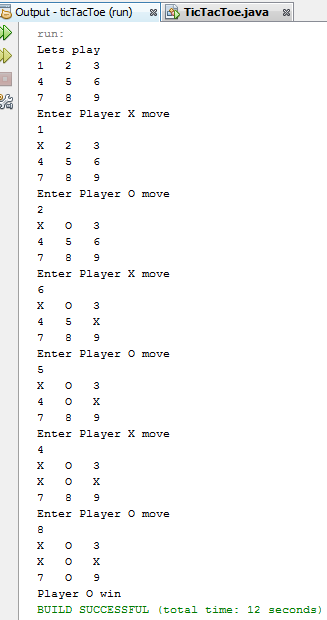 Output - ticTacToe (run) TicTacToe.java
run:
Lets play
1 2 3
4 5 6
7 8 9
Enter Player X move
1
X 2 3
4 5 6
7 8 9
Enter Player O move
2
X O 3
4 5 6
7 8 9
Enter Player X move
6
X O 3
4 5 X
7 8 9
Enter Player O move
5
X O 3
4 O X
7 8 9
Enter Player X move
4
X O 3
X O X
7 8 9
Enter Player O move
8
X O 3
X O X
7 O 9
Player O win
BUILD SUCCESSFUL (total time: 12 seconds)